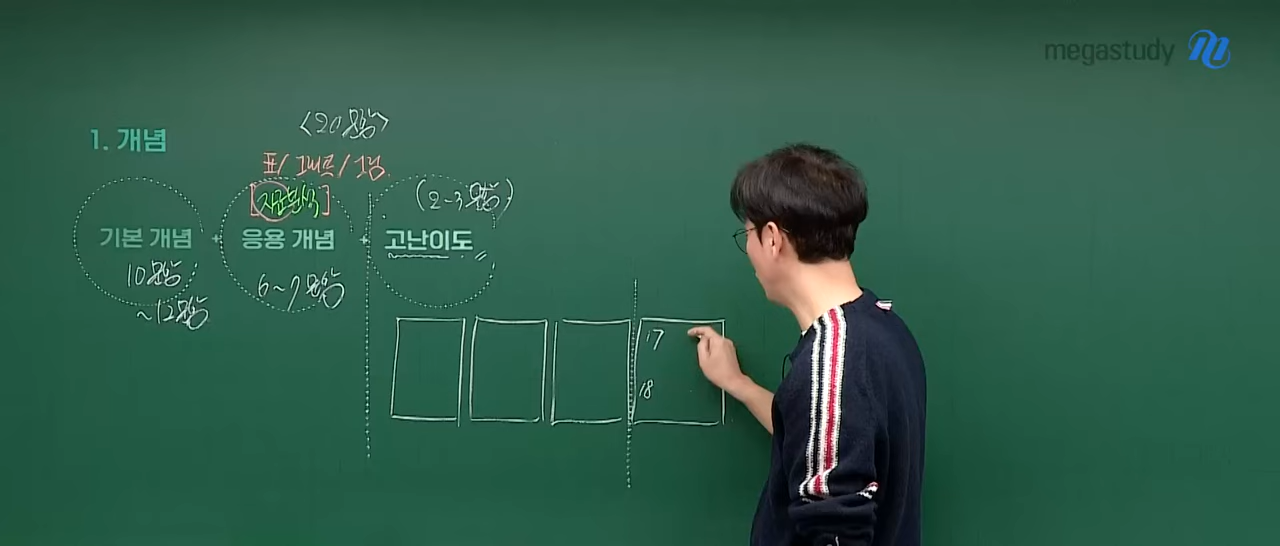 megastudy
<20문항>
1. 개념
표/ 그래프/ 그림
[자료분석]
(2-3문항)
기본 개념 + 응용 개념 + 고난이도
10문항
~12문항
6~7문항
17
18